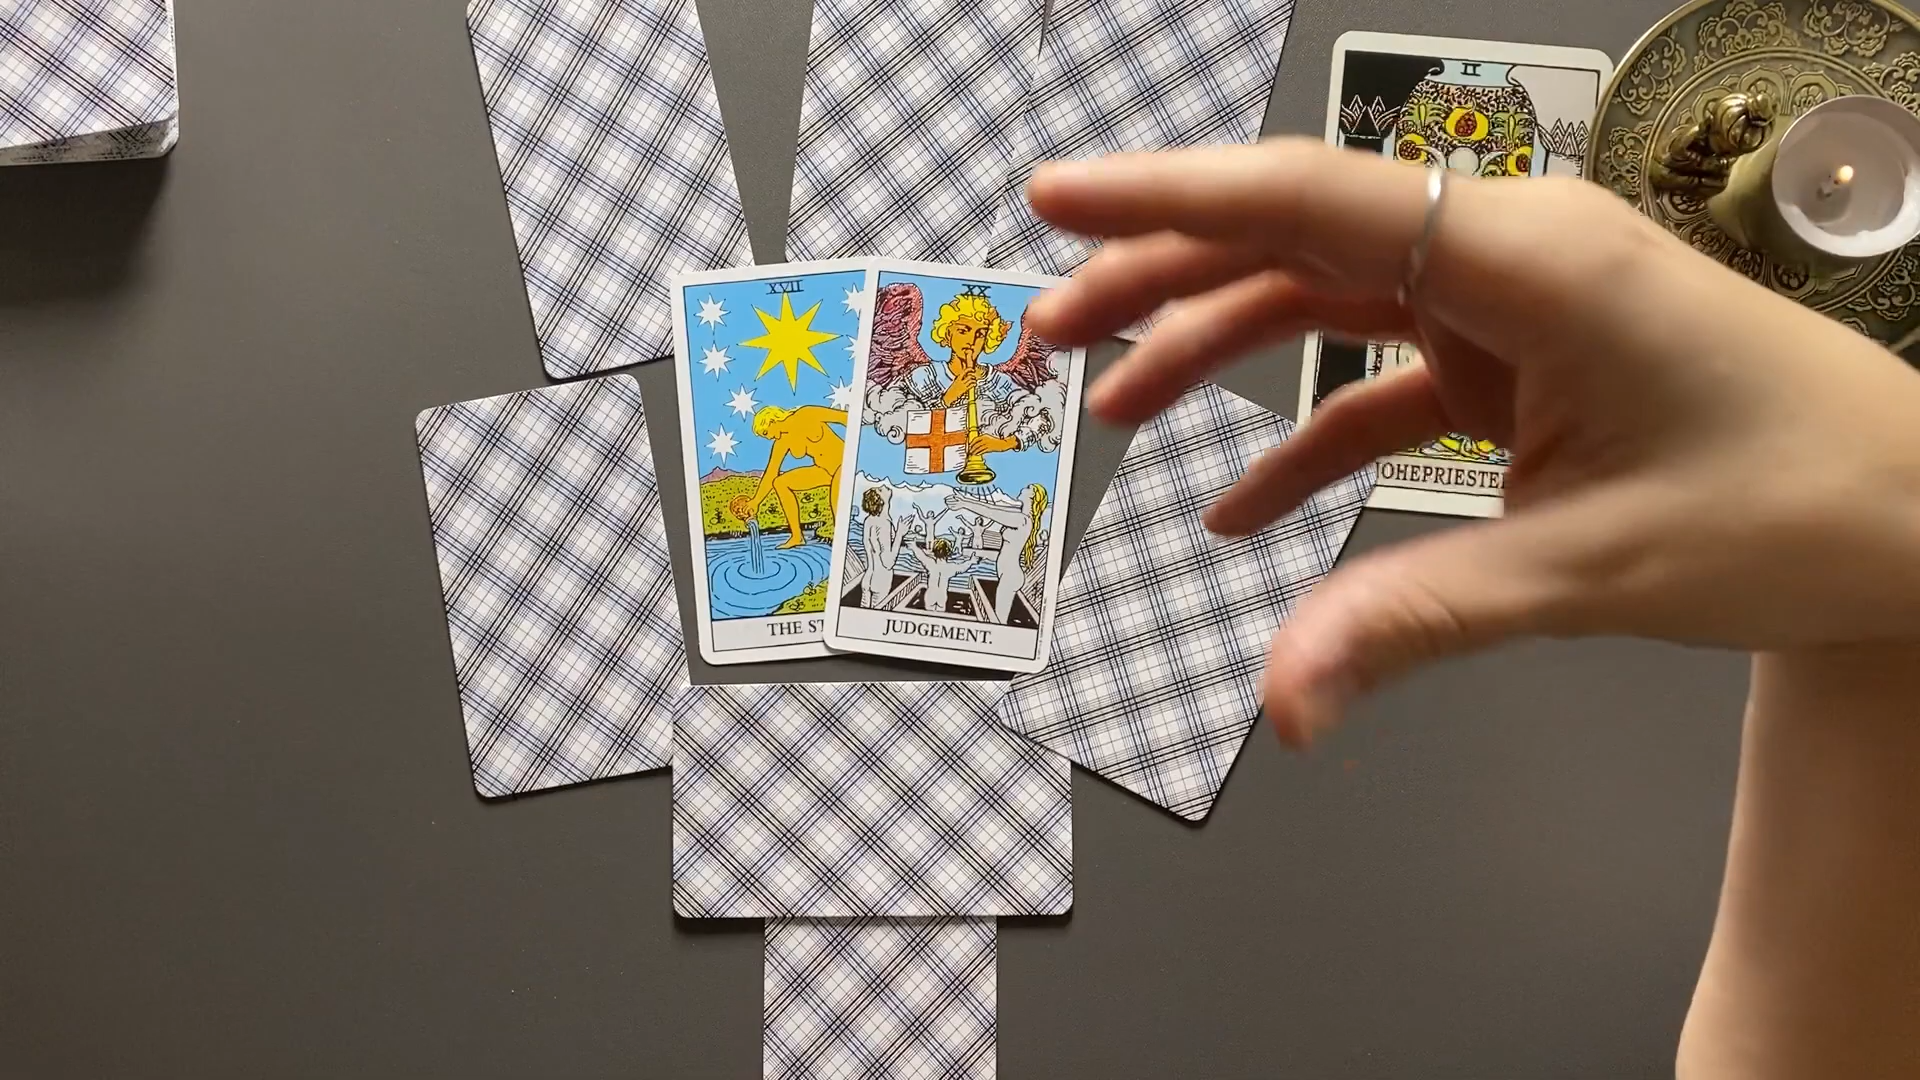 II
XVII
XX
HOHEPRIESTE
THE ST
JUDGEMENT.